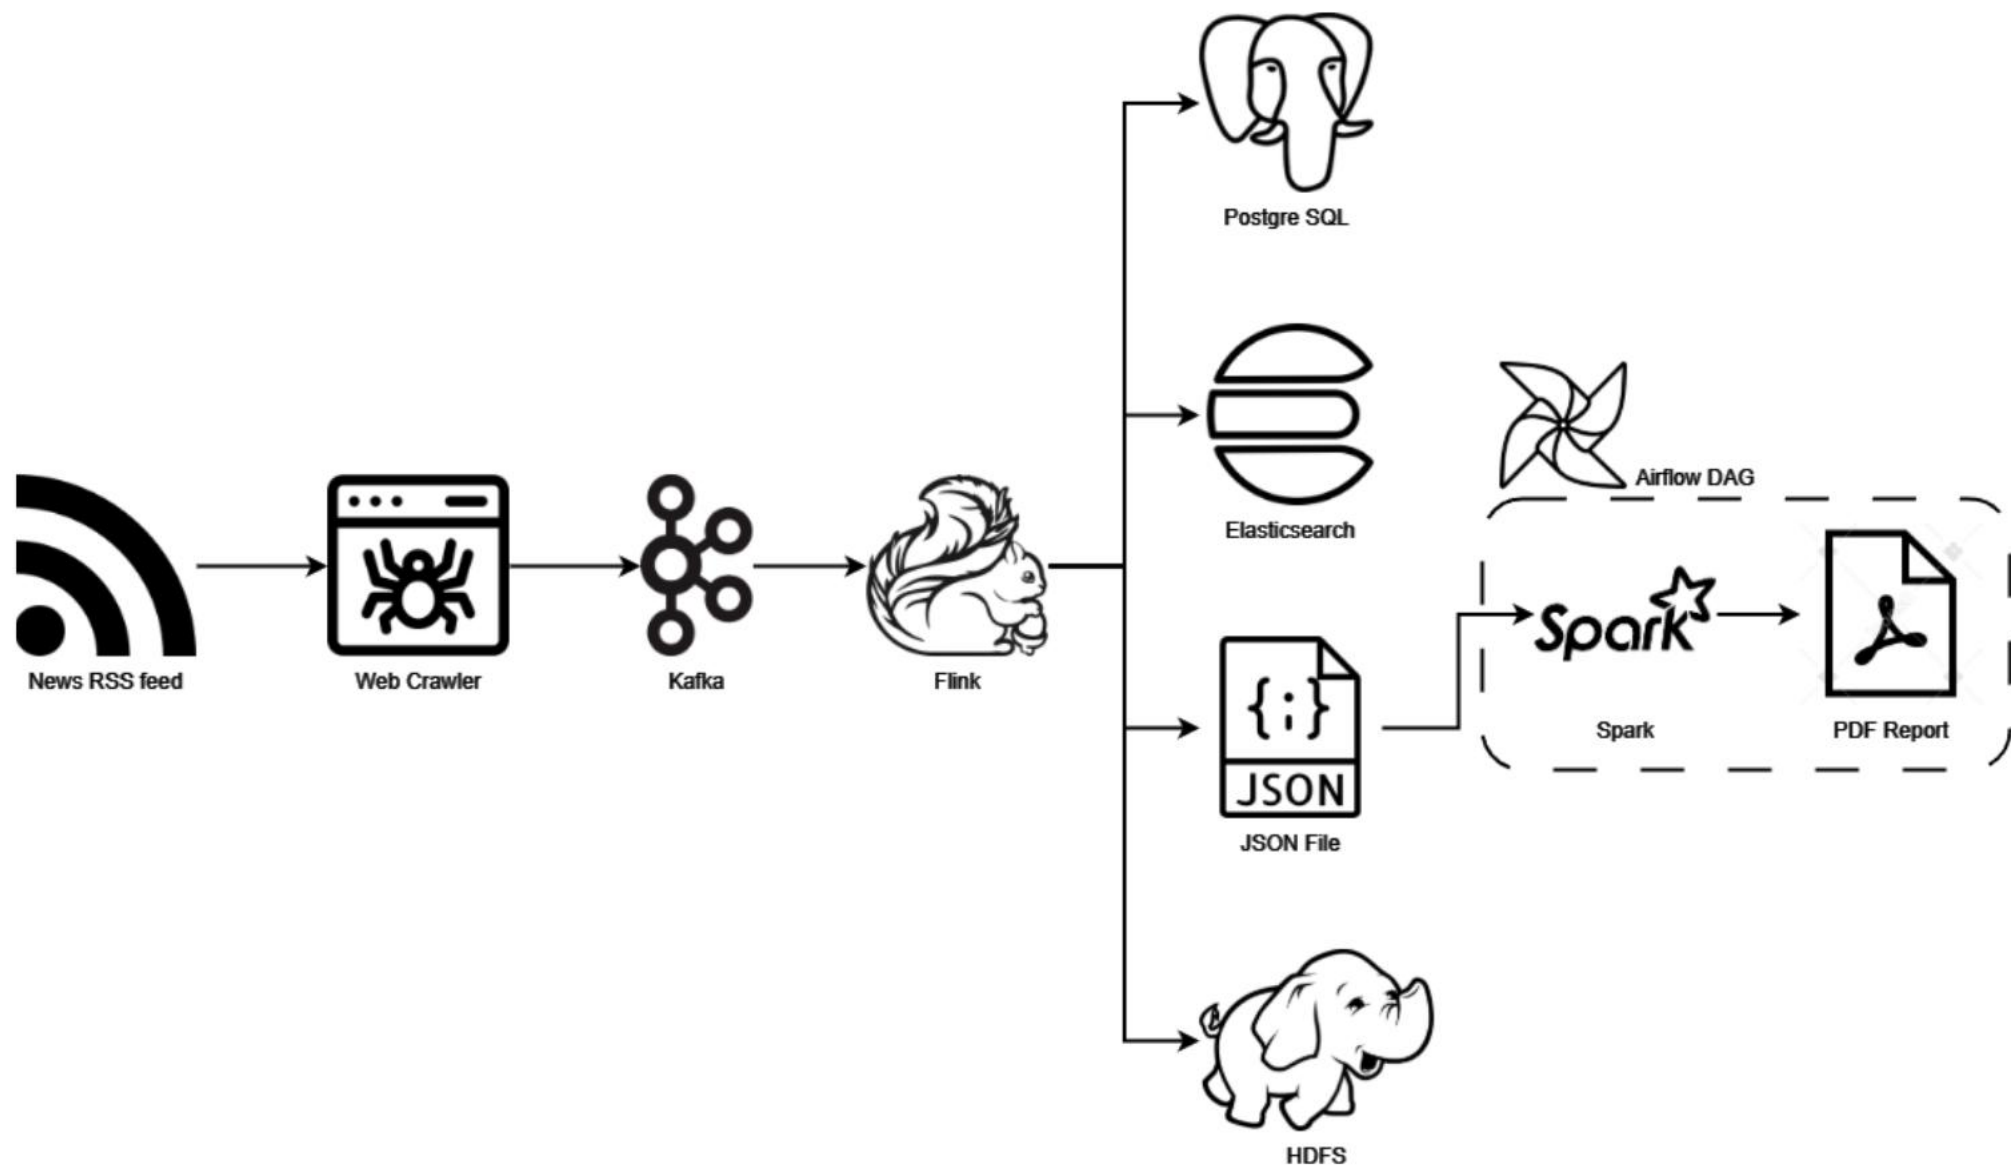 Postgre SQL
Elasticsearch
Airflow DAG
News RSS feed
Web Crawler
Kafka
Flink
Spark
Spark
PDF Report
{;}
JSON
JSON File
HDFS